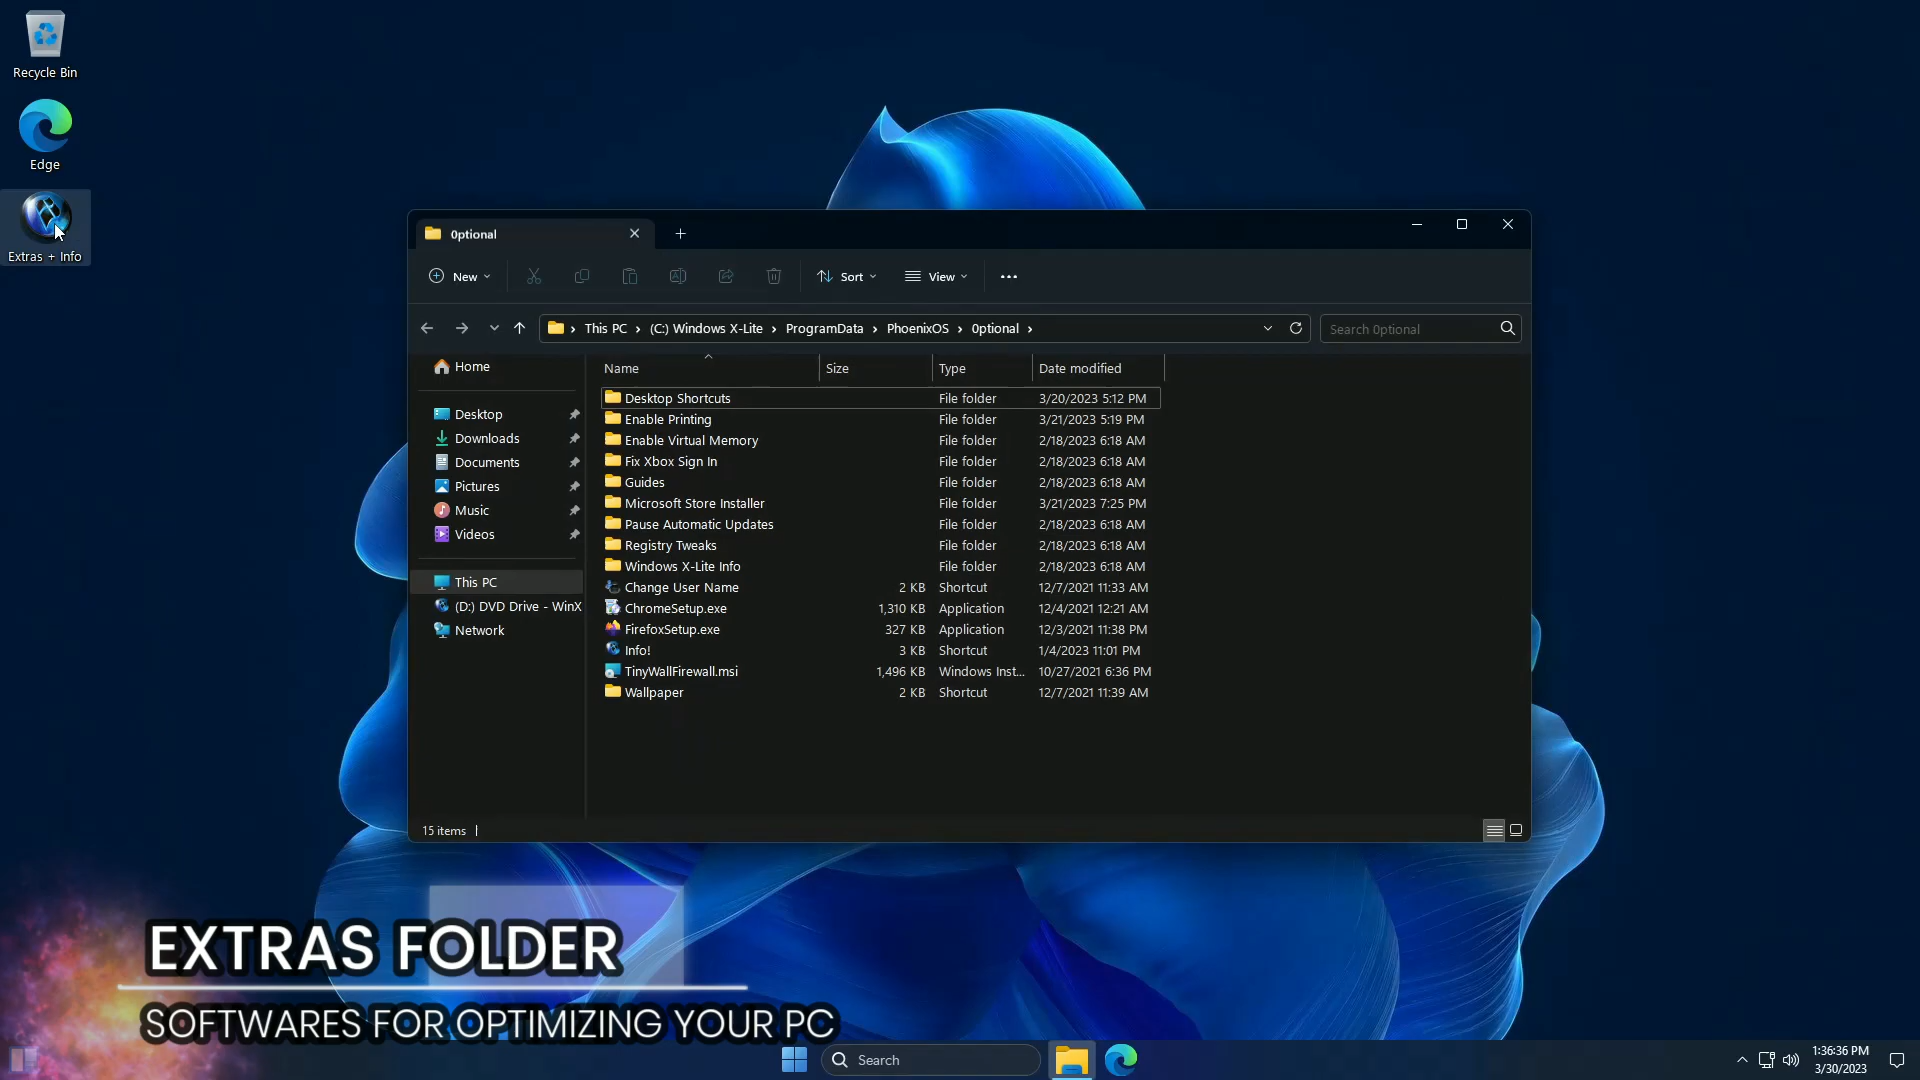 Recycle Bin
Edge
Extras + Info
0ptional
New
Sort
View
This PC
(C:) Windows X-Lite
ProgramData
PhoenixOS
0ptional
Search 0ptional
Home
Desktop
Downloads
Documents
Pictures
Music
Videos
This PC
(D:) DVD Drive - WinX
Network
Name Size Type Date modified
Desktop Shortcuts File folder 3/20/2023 5:12 PM
Enable Printing File folder 3/21/2023 5:19 PM
Enable Virtual Memory File folder 2/18/2023 6:18 AM
Fix Xbox Sign In File folder 2/18/2023 6:18 AM
Guides File folder 2/18/2023 6:18 AM
Microsoft Store Installer File folder 3/21/2023 7:25 PM
Pause Automatic Updates File folder 2/18/2023 6:18 AM
Registry Tweaks File folder 2/18/2023 6:18 AM
Windows X-Lite Info File folder 2/18/2023 6:18 AM
Change User Name 2 KB Shortcut 12/7/2021 11:33 AM
ChromeSetup.exe 1,310 KB Application 12/4/2021 12:21 AM
FirefoxSetup.exe 327 KB Application 12/3/2021 11:38 PM
Info! 3 KB Shortcut 1/4/2023 11:01 PM
TinyWallFirewall.msi 1,496 KB Windows Inst... 10/27/2021 6:36 PM
Wallpaper 2 KB Shortcut 12/7/2021 11:39 AM
15 items
EXTRAS FOLDER
SOFTWARES FOR OPTIMIZING YOUR PC
Search
1:36:36 PM
3/30/2023